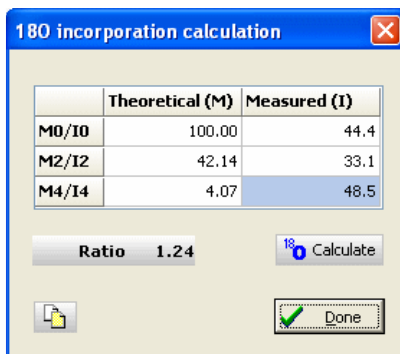 18O incorporation calculation
Theoretical (M) Measured (I)
M0/I0 100.00 44.4
M2/I2 42.14 33.1
M4/I4 4.07 48.5
Ratio 1.24 18O Calculate
Done